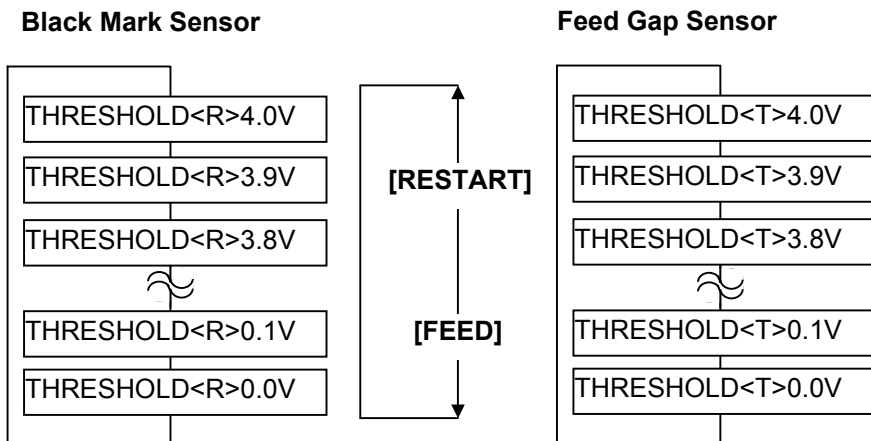 Black Mark Sensor
THRESHOLD<R>4.0V
THRESHOLD<R>3.9V
THRESHOLD<R>3.8V
THRESHOLD<R>0.1V
THRESHOLD<R>0.0V
[RESTART]
[FEED]
Feed Gap Sensor
THRESHOLD<T>4.0V
THRESHOLD<T>3.9V
THRESHOLD<T>3.8V
THRESHOLD<T>0.1V
THRESHOLD<T>0.0V